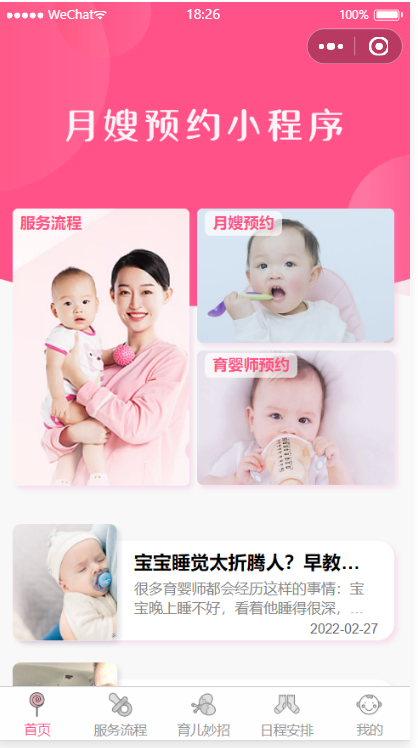 WeChat
18:26
100%
月嫂预约小程序
服务流程
月嫂预约
育婴师预约
宝宝睡觉太折腾人？早教...
很多育婴师都会经历这样的事情：宝
宝晚上睡不好，看着他睡得很深，...
2022-02-27
首页
服务流程
育儿妙招
日程安排
我的